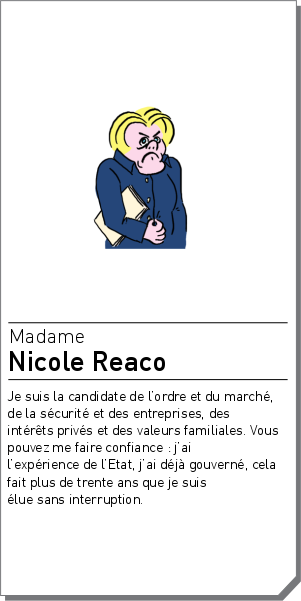 Madame
Nicole Reaco
Je suis la candidate de l'ordre et du marché,
de la sécurité et des entreprises, des
intérêts privés et des valeurs familiales. Vous
pouvez me faire confiance : j'ai
l'expérience de l'Etat, j'ai déjà gouverné, cela
fait plus de trente ans que je suis
élue sans interruption.